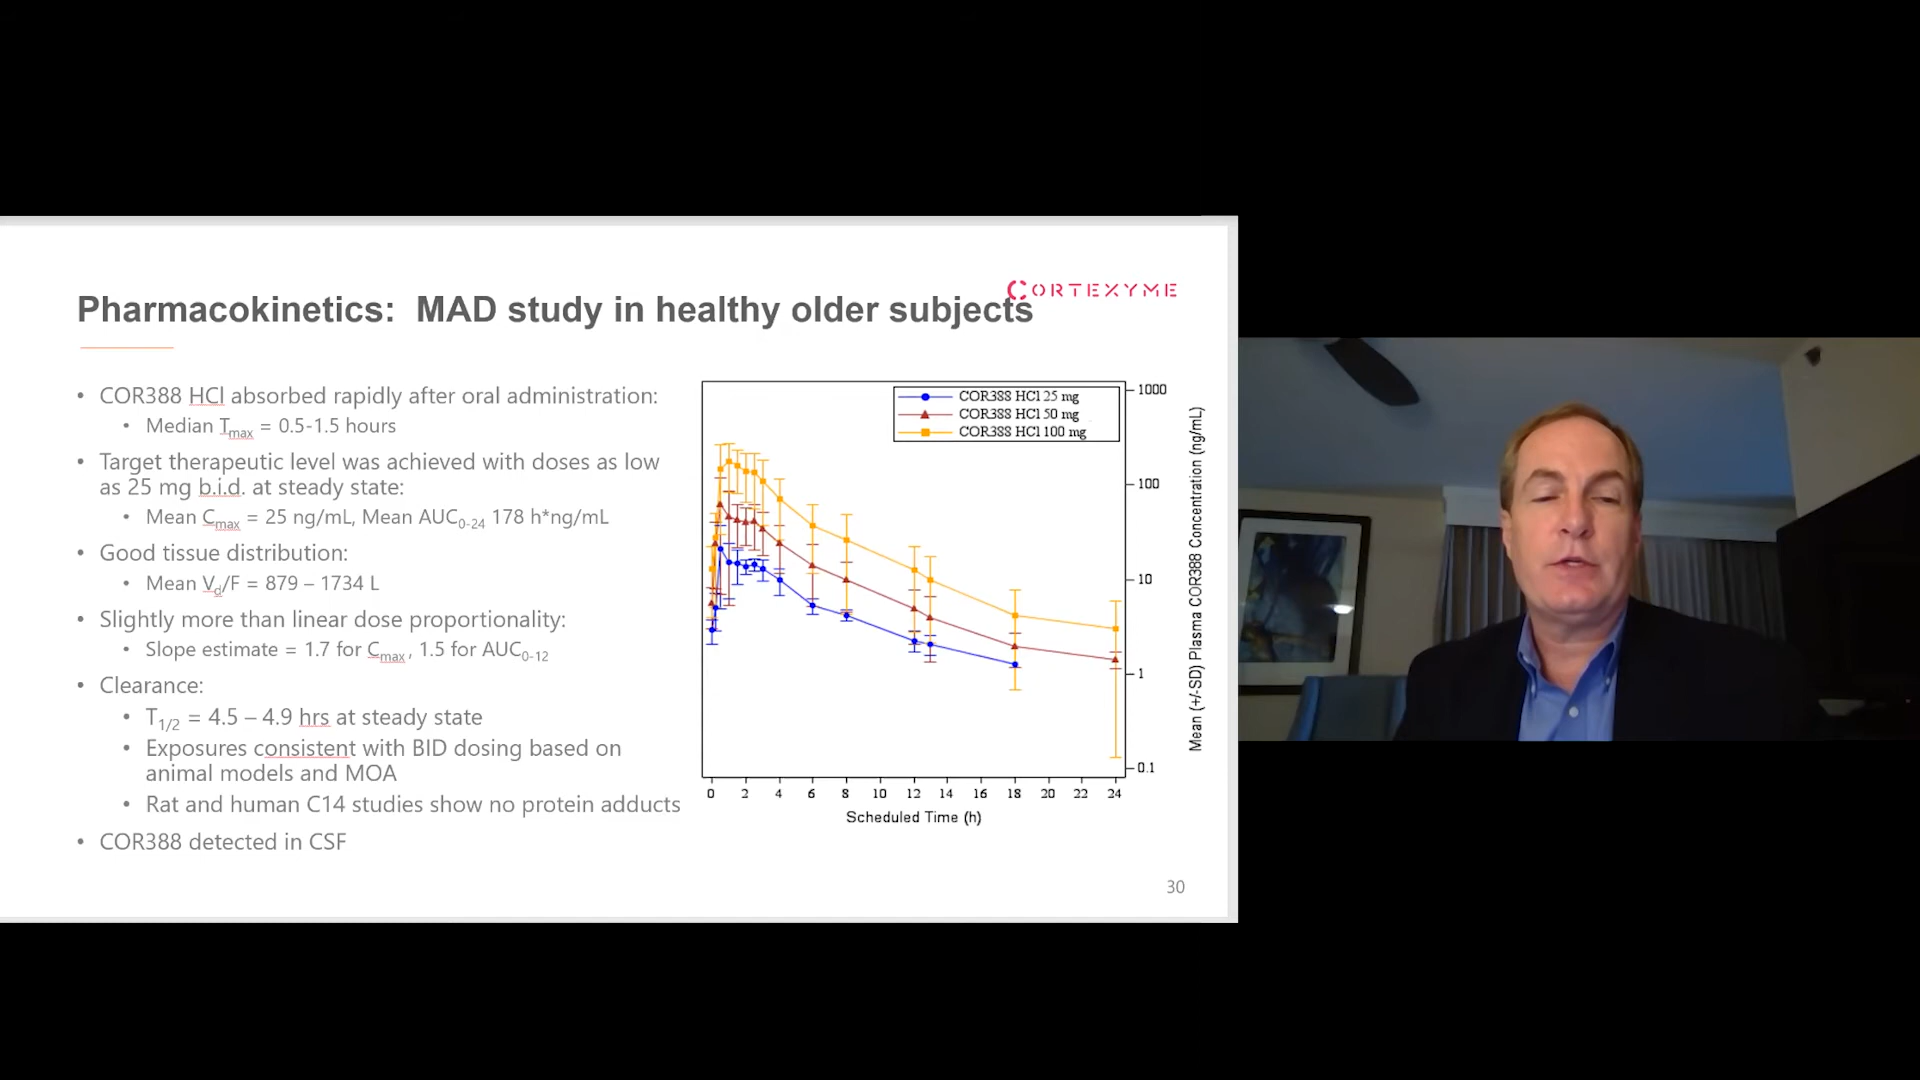 CORTEXYME
Pharmacokinetics: MAD study in healthy older subjects
• COR388 HCl absorbed rapidly after oral administration:
• Median Tmax = 0.5-1.5 hours
• Target therapeutic level was achieved with doses as low
as 25 mg b.i.d. at steady state:
• Mean Cmax = 25 ng/mL, Mean AUC0-24 178 h*ng/mL
• Good tissue distribution:
• Mean Vd/F = 879 – 1734 L
• Slightly more than linear dose proportionality:
• Slope estimate = 1.7 for Cmax, 1.5 for AUC0-12
• Clearance:
• T1/2 = 4.5 – 4.9 hrs at steady state
• Exposures consistent with BID dosing based on
animal models and MOA
• Rat and human C14 studies show no protein adducts
• COR388 detected in CSF
COR388 HCl 25 mg
COR388 HCl 50 mg
COR388 HCl 100 mg
1000
100
10
1
0.1
Mean (+/-SD) Plasma COR388 Concentration (ng/mL)
0 2 4 6 8 10 12 14 16 18 20 22 24
Scheduled Time (h)
30